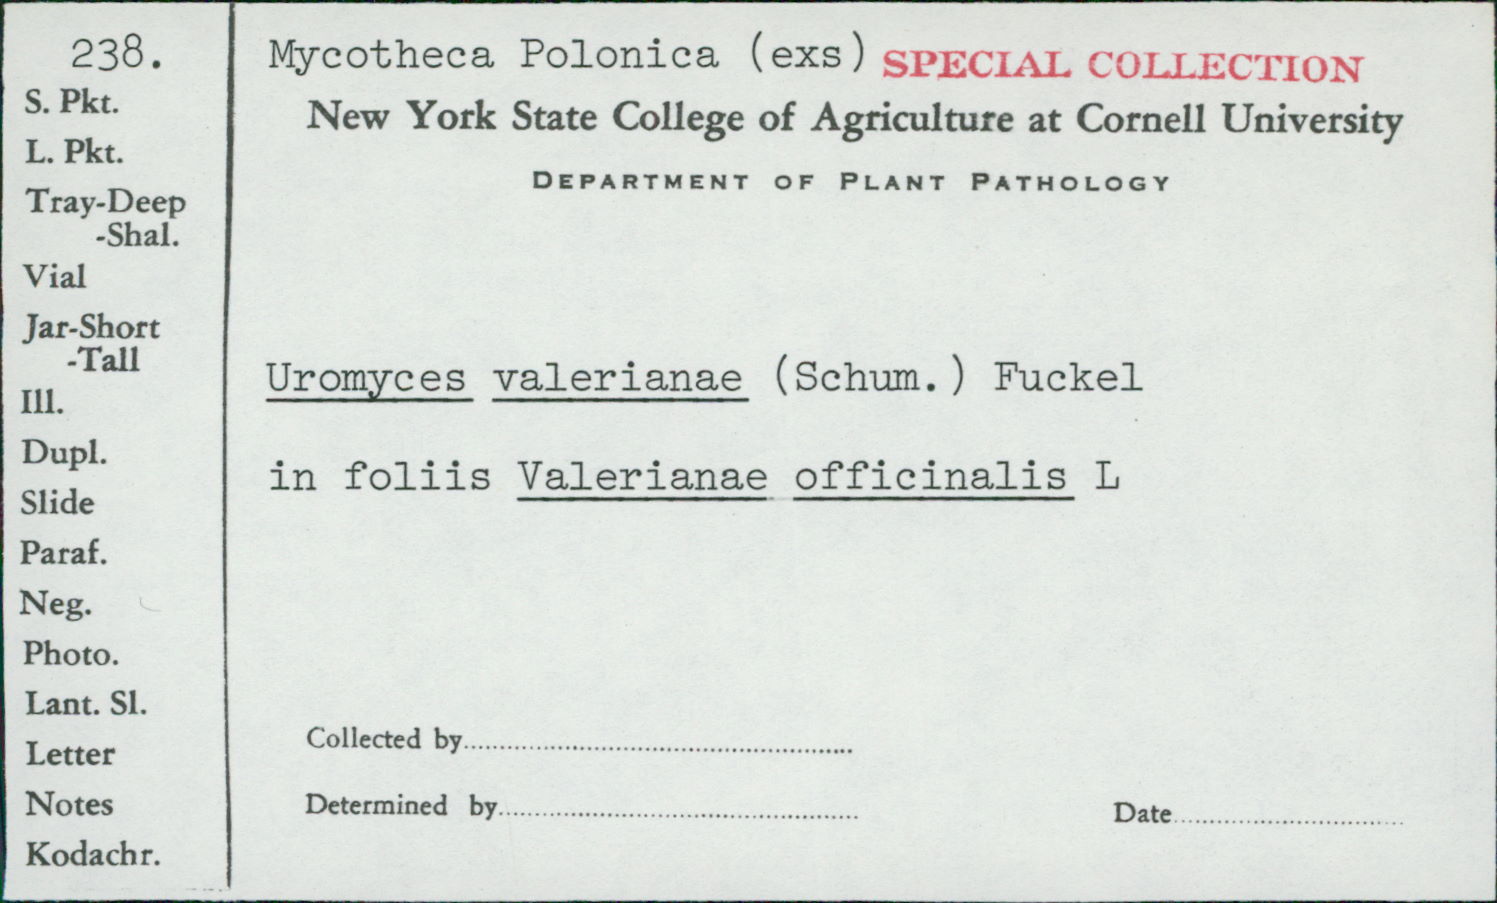 238.
S. Pkt.
L. Pkt.
Tray-Deep
-Shal.
Vial
Jar-Short
-Tall
Ill.
Dupl.
Slide
Paraf.
Neg.
Photo.
Lant. Sl.
Letter
Notes
Kodachr.
Mycotheca Polonica (exs) SPECIAL COLLECTION
New York State College of Agriculture at Cornell University
DEPARTMENT OF PLANT PATHOLOGY
Uromyces valerianae (Schum.) Fuckel
in foliis Valerianae officinalis L
Collected by
Determined by
Date